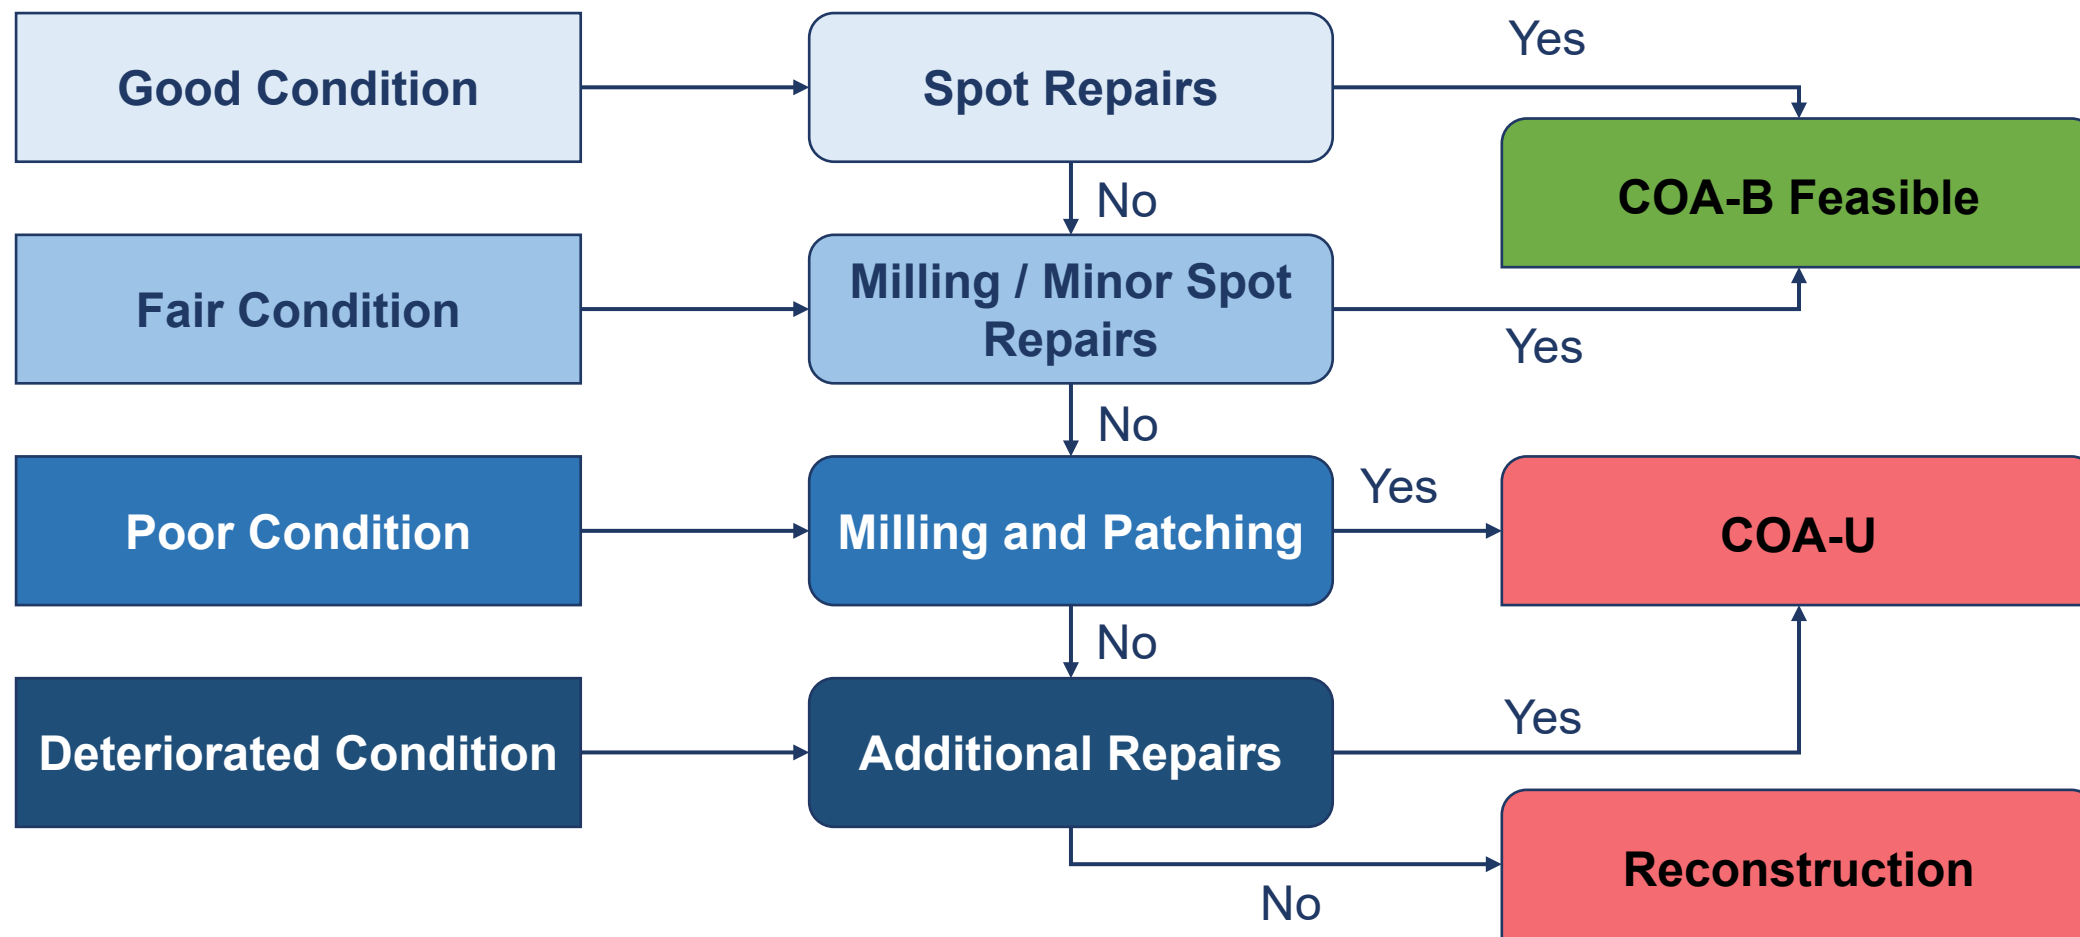 Good Condition
Spot Repairs
Yes
COA-B Feasible
No
Fair Condition
Milling / Minor Spot
Repairs
Yes
No
Poor Condition
Milling and Patching
Yes
COA-U
No
Deteriorated Condition
Additional Repairs
Yes
Reconstruction
No